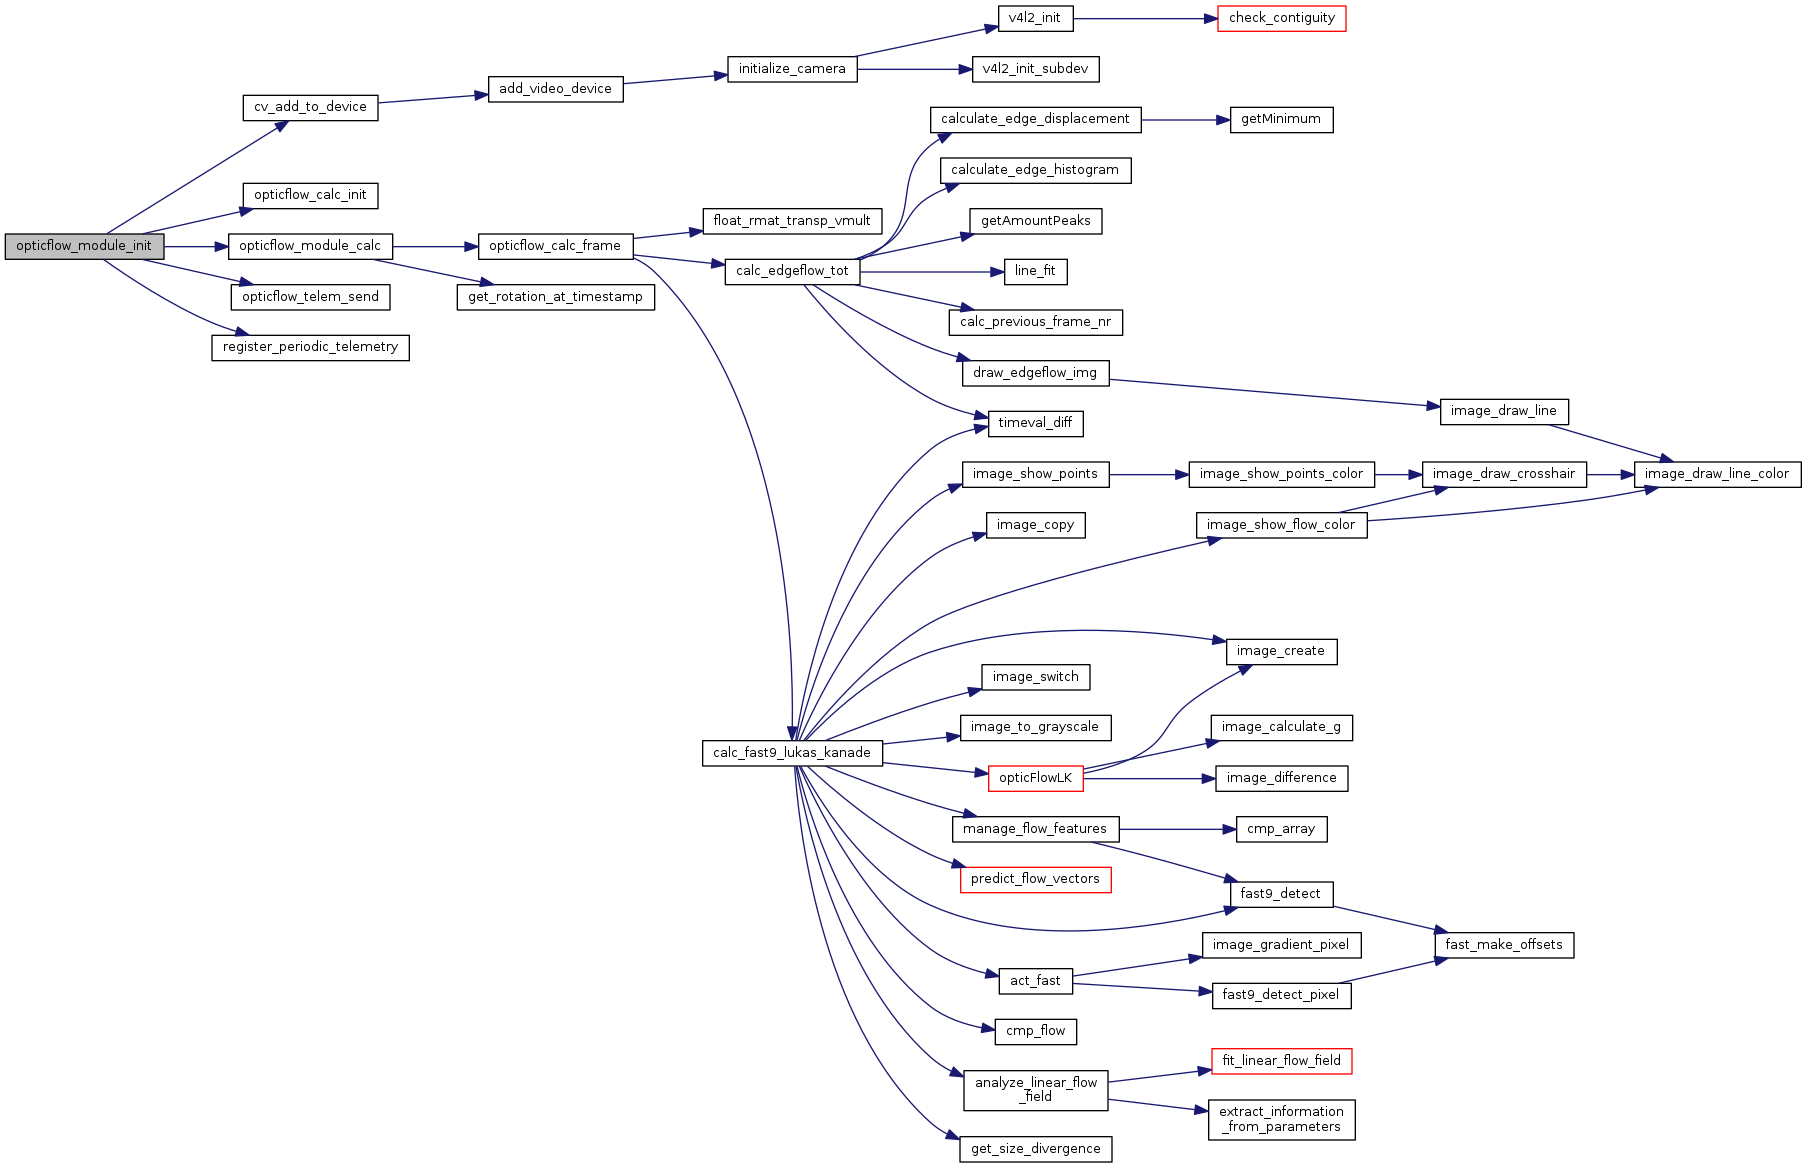 v4l2_init
check_contiguity
initialize_camera
v4l2_init_subdev
add_video_device
cv_add_to_device
calculate_edge_displacement
getMinimum
calculate_edge_histogram
opticflow_calc_init
getAmountPeaks
float_rmat_transp_vmult
opticflow_module_init
opticflow_module_calc
opticflow_calc_frame
calc_edgeflow_tot
line_fit
opticflow_telem_send
get_rotation_at_timestamp
calc_previous_frame_nr
register_periodic_telemetry
draw_edgeflow_img
image_draw_line
timeval_diff
image_show_points
image_show_points_color
image_draw_crosshair
image_draw_line_color
image_copy
image_show_flow_color
image_create
image_switch
image_to_grayscale
image_calculate_g
calc_fast9_lukas_kanade
opticFlowLK
image_difference
manage_flow_features
cmp_array
predict_flow_vectors
fast9_detect
image_gradient_pixel
fast_make_offsets
act_fast
fast9_detect_pixel
cmp_flow
fit_linear_flow_field
analyze_linear_flow
_field
extract_information
_from_parameters
get_size_divergence